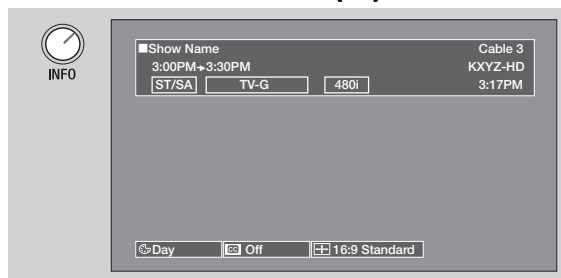 INFO
■Show Name Cable 3
3:00PM→3:30PM KXYZ-HD
ST/SA TV-G 480i 3:17PM
Day CC Off 16:9 Standard